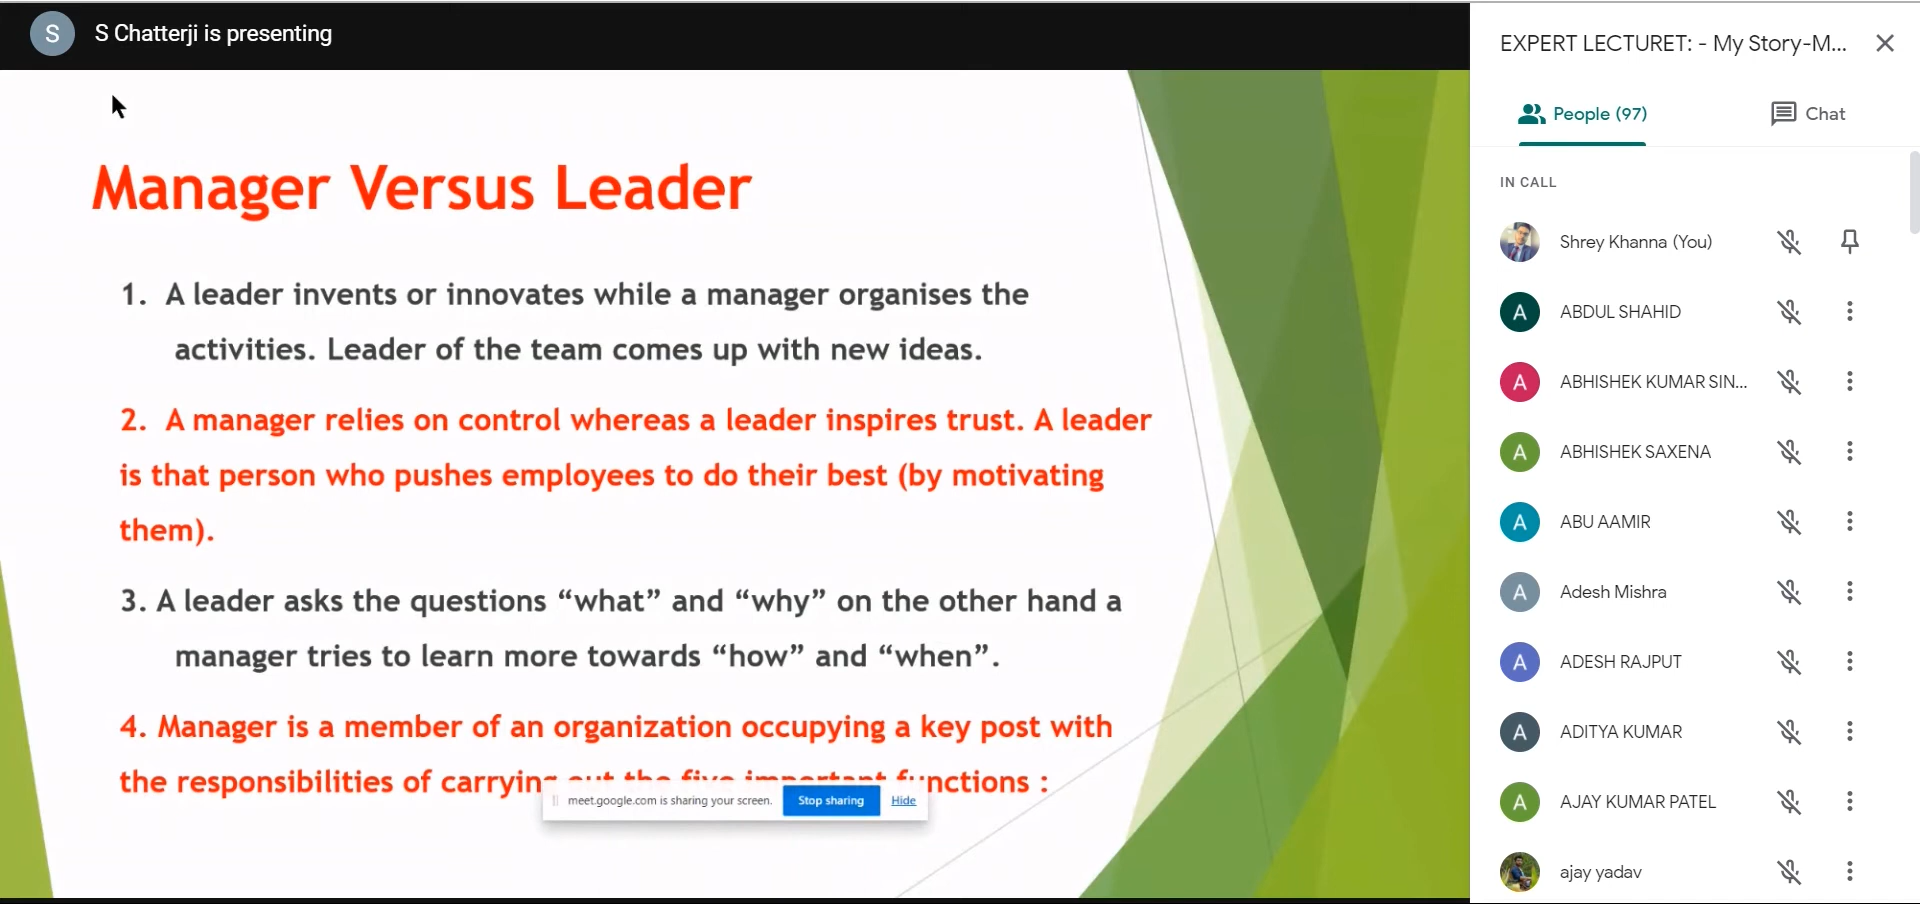 S
S Chatterji is presenting
EXPERT LECTURET: - My Story-M...
People (97)
Chat
Manager Versus Leader
1. A leader invents or innovates while a manager organises the
activities. Leader of the team comes up with new ideas.
2. A manager relies on control whereas a leader inspires trust. A leader
is that person who pushes employees to do their best (by motivating
them).
3. A leader asks the questions “what” and “why” on the other hand a
manager tries to learn more towards “how” and “when”.
4. Manager is a member of an organization occupying a key post with
the responsibilities of carrying out the five important functions :
meet.google.com is sharing your screen.
Stop sharing
Hide
IN CALL
Shrey Khanna (You)
A
ABDUL SHAHID
A
ABHISHEK KUMAR SIN...
A
ABHISHEK SAXENA
A
ABU AAMIR
A
Adesh Mishra
A
ADESH RAJPUT
A
ADITYA KUMAR
A
AJAY KUMAR PATEL
ajay yadav